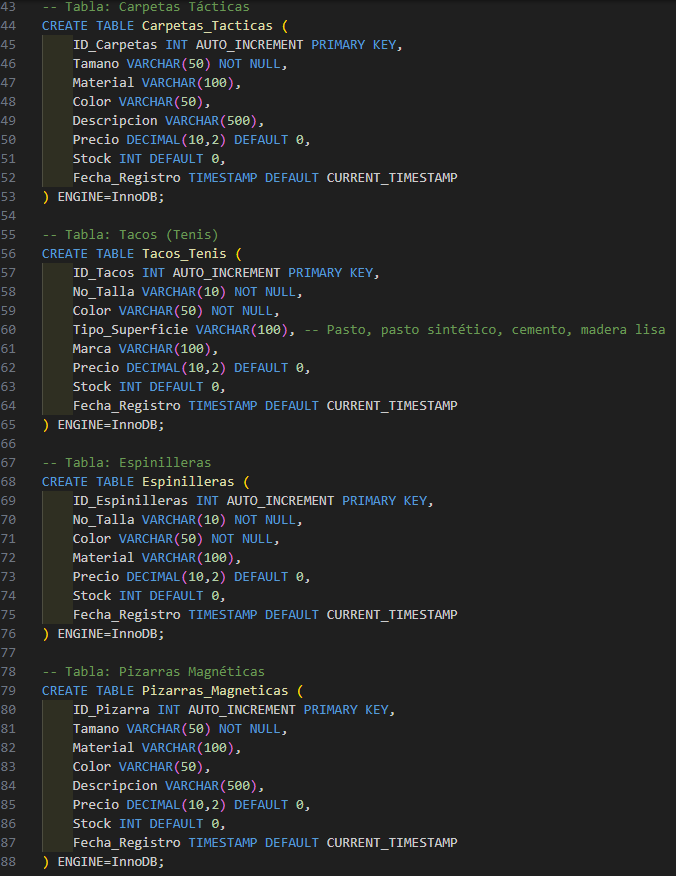 43 -- Tabla: Carpetas Tácticas
44 CREATE TABLE Carpetas_Tacticas (
45 ID_Carpetas INT AUTO_INCREMENT PRIMARY KEY,
46 Tamano VARCHAR(50) NOT NULL,
47 Material VARCHAR(100),
48 Color VARCHAR(50),
49 Descripcion VARCHAR(500),
50 Precio DECIMAL(10,2) DEFAULT 0,
51 Stock INT DEFAULT 0,
52 Fecha_Registro TIMESTAMP DEFAULT CURRENT_TIMESTAMP
53 ) ENGINE=InnoDB;
54
55 -- Tabla: Tacos (Tenis)
56 CREATE TABLE Tacos_Tenis (
57 ID_Tacos INT AUTO_INCREMENT PRIMARY KEY,
58 No_Talla VARCHAR(10) NOT NULL,
59 Color VARCHAR(50) NOT NULL,
60 Tipo_Superficie VARCHAR(100), -- Pasto, pasto sintético, cemento, madera lisa
61 Marca VARCHAR(100),
62 Precio DECIMAL(10,2) DEFAULT 0,
63 Stock INT DEFAULT 0,
64 Fecha_Registro TIMESTAMP DEFAULT CURRENT_TIMESTAMP
65 ) ENGINE=InnoDB;
66
67 -- Tabla: Espinilleras
68 CREATE TABLE Espinilleras (
69 ID_Espinilleras INT AUTO_INCREMENT PRIMARY KEY,
70 No_Talla VARCHAR(10) NOT NULL,
71 Color VARCHAR(50) NOT NULL,
72 Material VARCHAR(100),
73 Precio DECIMAL(10,2) DEFAULT 0,
74 Stock INT DEFAULT 0,
75 Fecha_Registro TIMESTAMP DEFAULT CURRENT_TIMESTAMP
76 ) ENGINE=InnoDB;
77
78 -- Tabla: Pizarras Magnéticas
79 CREATE TABLE Pizarras_Magneticas (
80 ID_Pizarra INT AUTO_INCREMENT PRIMARY KEY,
81 Tamano VARCHAR(50) NOT NULL,
82 Material VARCHAR(100),
83 Color VARCHAR(50),
84 Descripcion VARCHAR(500),
85 Precio DECIMAL(10,2) DEFAULT 0,
86 Stock INT DEFAULT 0,
87 Fecha_Registro TIMESTAMP DEFAULT CURRENT_TIMESTAMP
88 ) ENGINE=InnoDB;